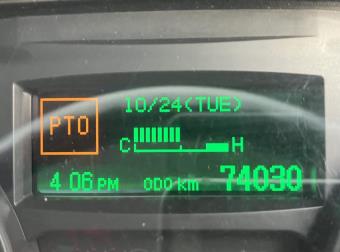 10/24(TUE)
PTO
C H
4:06 PM ODO km 74030